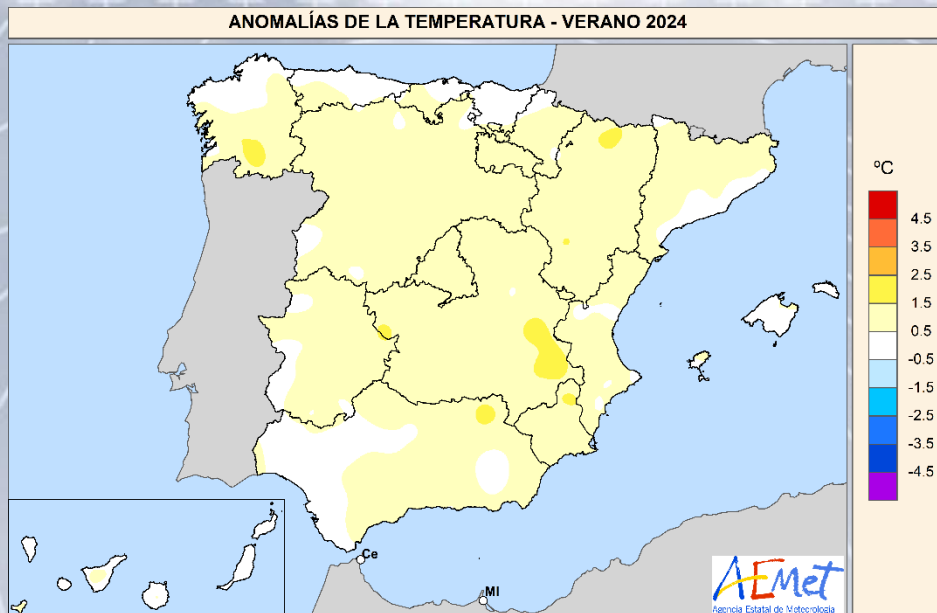 ANOMALÍAS DE LA TEMPERATURA - VERANO 2024
ºC
4.5
3.5
2.5
1.5
0.5
-0.5
-1.5
-2.5
-3.5
-4.5
Ce
Ml
AEMet
Agencia Estatal de Meteorología